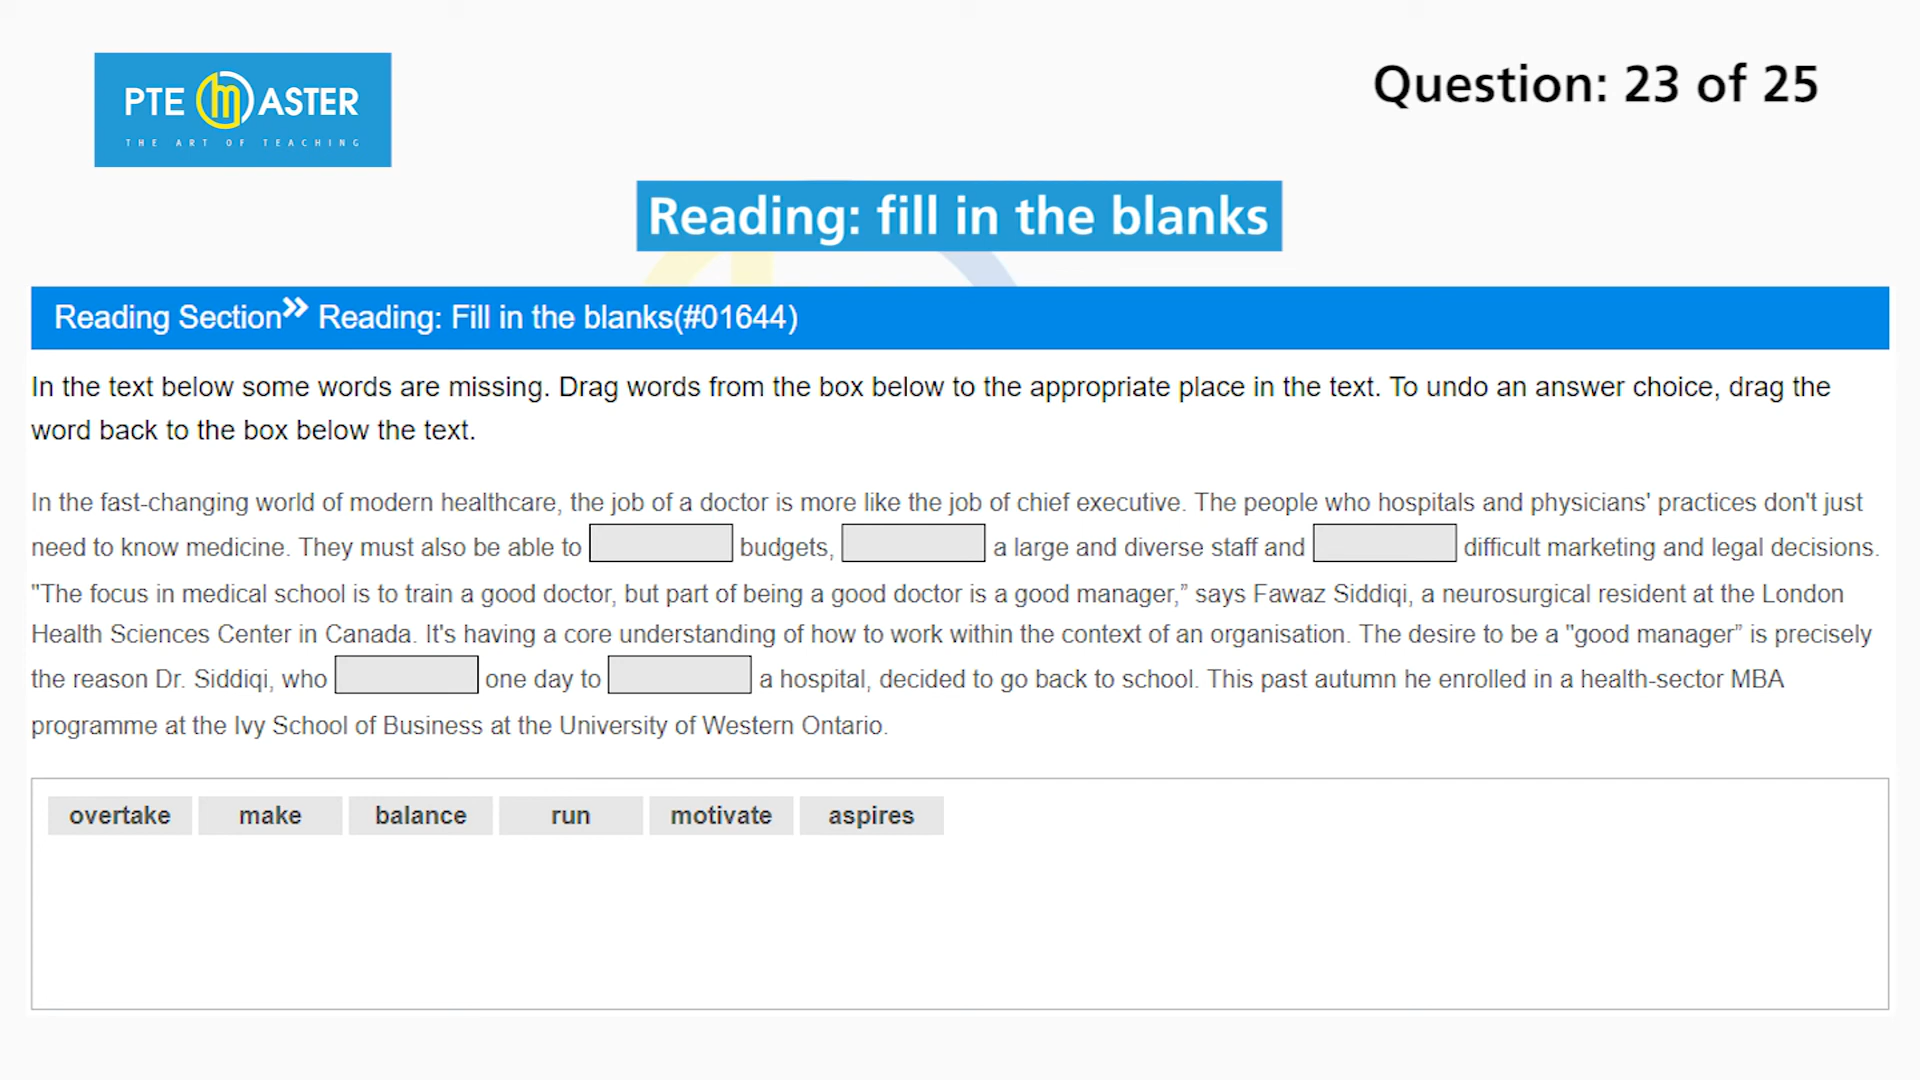 PTE MASTER
THE ART OF TEACHING
Question: 23 of 25
Reading: fill in the blanks
Reading Section» Reading: Fill in the blanks(#01644)
In the text below some words are missing. Drag words from the box below to the appropriate place in the text. To undo an answer choice, drag the
word back to the box below the text.
In the fast-changing world of modern healthcare, the job of a doctor is more like the job of chief executive. The people who hospitals and physicians' practices don't just
need to know medicine. They must also be able to budgets, a large and diverse staff and difficult marketing and legal decisions.
"The focus in medical school is to train a good doctor, but part of being a good doctor is a good manager,” says Fawaz Siddiqi, a neurosurgical resident at the London
Health Sciences Center in Canada. It's having a core understanding of how to work within the context of an organisation. The desire to be a "good manager” is precisely
the reason Dr. Siddiqi, who one day to a hospital, decided to go back to school. This past autumn he enrolled in a health-sector MBA
programme at the Ivy School of Business at the University of Western Ontario.
overtake make balance run motivate aspires